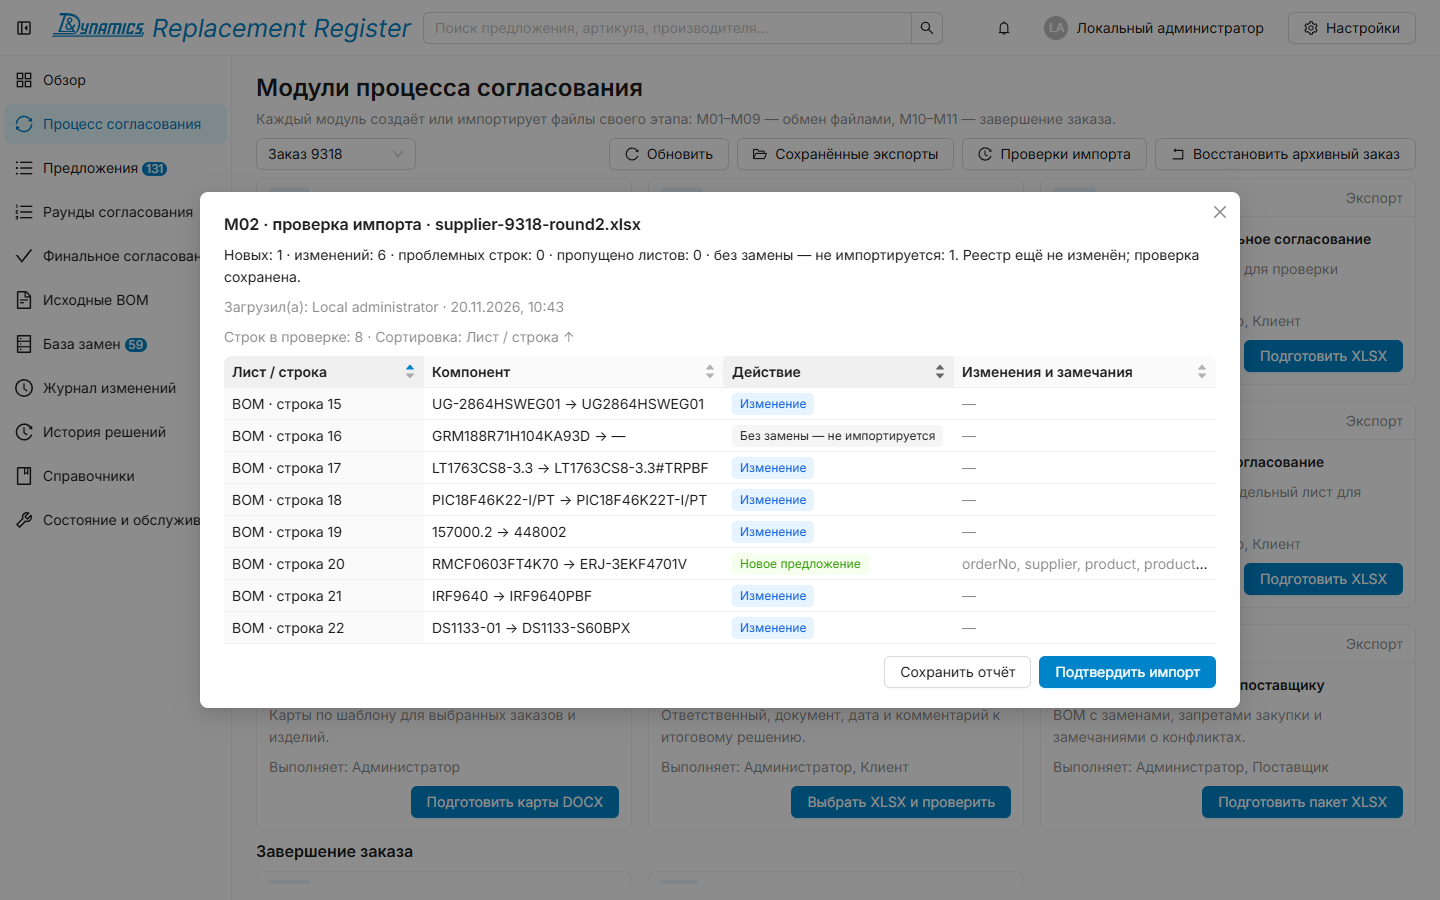 Dynamics Replacement Register
Поиск предложения, артикула, производителя...
LA
Локальный администратор
Настройки
Обзор
Процесс согласования
Предложения 131
Раунды согласования
Финальное согласован
Исходные BOM
База замен 59
Журнал изменений
История решений
Справочники
Состояние и обслужив
Модули процесса согласования
Каждый модуль создаёт или импортирует файлы своего этапа: M01–M09 — обмен файлами, M10–M11 — завершение заказа.
Заказ 9318
Обновить
Сохранённые экспорты
Проверки импорта
Восстановить архивный заказ
M02 · проверка импорта · supplier-9318-round2.xlsx
Новых: 1 · изменений: 6 · проблемных строк: 0 · пропущено листов: 0 · без замены — не импортируется: 1. Реестр ещё не изменён; проверка
сохранена.
Загрузил(а): Local administrator · 20.11.2026, 10:43
Строк в проверке: 8 · Сортировка: Лист / строка ↑
Лист / строка
Компонент
Действие
Изменения и замечания
BOM · строка 15
UG-2864HSWEG01 → UG2864HSWEG01
Изменение
—
BOM · строка 16
GRM188R71H104KA93D → —
Без замены — не импортируется
—
BOM · строка 17
LT1763CS8-3.3 → LT1763CS8-3.3#TRPBF
Изменение
—
BOM · строка 18
PIC18F46K22-I/PT → PIC18F46K22T-I/PT
Изменение
—
BOM · строка 19
157000.2 → 448002
Изменение
—
BOM · строка 20
RMCF0603FT4K70 → ERJ-3EKF4701V
Новое предложение
orderNo, supplier, product, product...
BOM · строка 21
IRF9640 → IRF9640PBF
Изменение
—
BOM · строка 22
DS1133-01 → DS1133-S60BPX
Изменение
—
Сохранить отчёт
Подтвердить импорт
Экспорт
ьное согласование
для проверки
, Клиент
Подготовить XLSX
Экспорт
огласование
дельный лист для
, Клиент
Подготовить XLSX
Экспорт
поставщику
Карты по шаблону для выбранных заказов и
изделий.
Выполняет: Администратор
Подготовить карты DOCX
Ответственный, документ, дата и комментарий к
итоговому решению.
Выполняет: Администратор, Клиент
Выбрать XLSX и проверить
BOM с заменами, запретами закупки и
замечаниями о конфликтах.
Выполняет: Администратор, Поставщик
Подготовить пакет XLSX
Завершение заказа